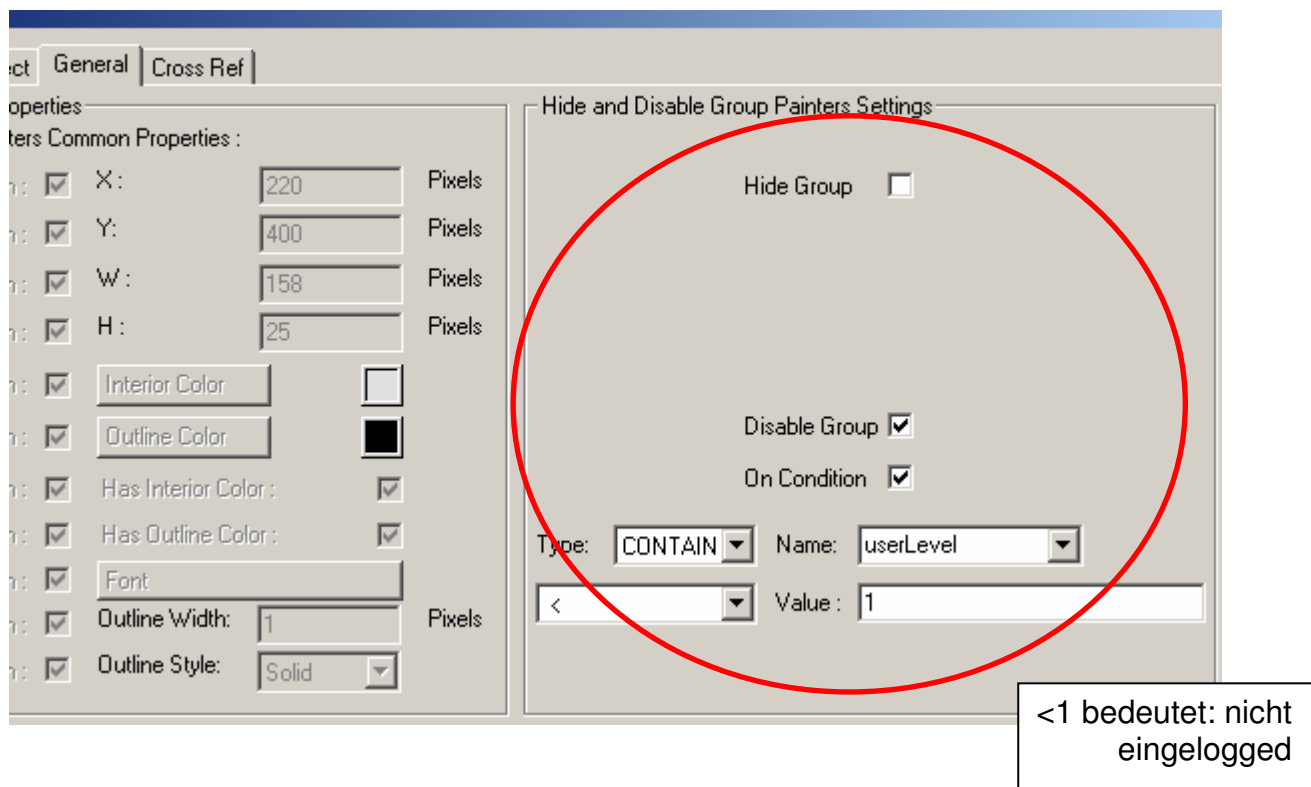 ect General Cross Ref
operties
ters Common Properties :
n : X : 220 Pixels
n : Y: 400 Pixels
n : W : 158 Pixels
n : H : 25 Pixels
n : Interior Color
n : Outline Color
n : Has Interior Color :
n : Has Outline Color :
n : Font
n : Outline Width: 1 Pixels
n : Outline Style: Solid
Hide and Disable Group Painters Settings
Hide Group
Disable Group
On Condition
Type: CONTAIN Name: userLevel
< Value : 1
<1 bedeutet: nicht
eingelogged